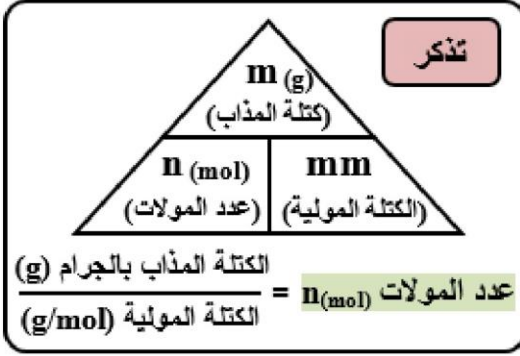 تذكر
m (g)
(كتلة المذاب)
n (mol) mm
(عدد المولات) (الكتلة المولية)
عدد المولات n(mol) = الكتلة المذاب بالجرام (g)
الكتلة المولية (g/mol)